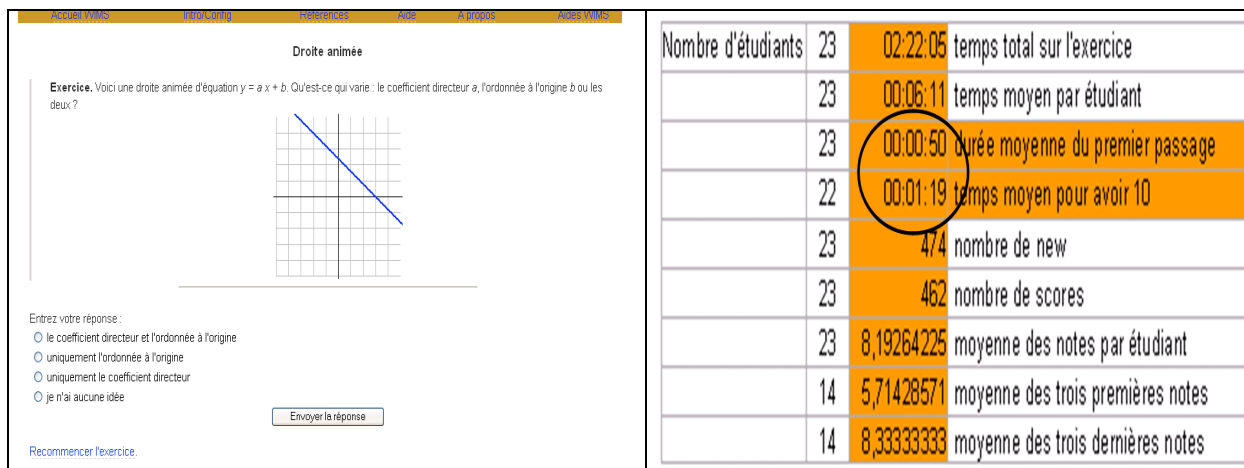 Accueil WIMS Intro/Config Références Aide A propos Aides WIMS
Droite animée
Exercice. Voici une droite animée d'équation y = a x + b. Qu'est-ce qui varie : le coefficient directeur a, l'ordonnée à l'origine b ou les
deux ?
Entrez votre réponse :
le coefficient directeur et l'ordonnée à l'origine
uniquement l'ordonnée à l'origine
uniquement le coefficient directeur
je n'ai aucune idée
Envoyer la réponse
Recommencer l'exercice.
Nombre d'étudiants 23 02:22:05 temps total sur l'exercice
23 00:06:11 temps moyen par étudiant
23 00:00:50 durée moyenne du premier passage
22 00:01:19 temps moyen pour avoir 10
23 474 nombre de new
23 462 nombre de scores
23 8,19264225 moyenne des notes par étudiant
14 5,71428571 moyenne des trois premières notes
14 8,33333333 moyenne des trois dernières notes